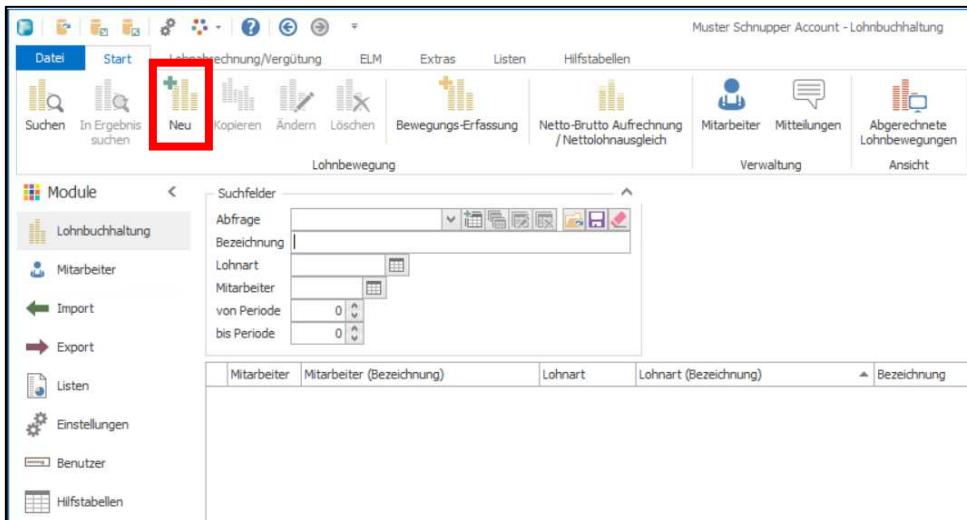 Muster Schnupper Account - Lohnbuchhaltung
Datei Start Lohnabrechnung/Vergütung ELM Extras Listen Hilfstabellen
Suchen In Ergebnis suchen Neu Kopieren Ändern Löschen Bewegungs-Erfassung Netto-Brutto Aufrechnung / Nettolohnausgleich Mitarbeiter Mitteilungen Abgerechnete Lohnbewegungen
Lohnbewegung Verwaltung Ansicht
Module
Lohnbuchhaltung
Mitarbeiter
Import
Export
Listen
Einstellungen
Benutzer
Hilfstabellen
Suchfelder
Abfrage
Bezeichnung
Lohnart
Mitarbeiter
von Periode 0
bis Periode 0
Mitarbeiter Mitarbeiter (Bezeichnung) Lohnart Lohnart (Bezeichnung) Bezeichnung